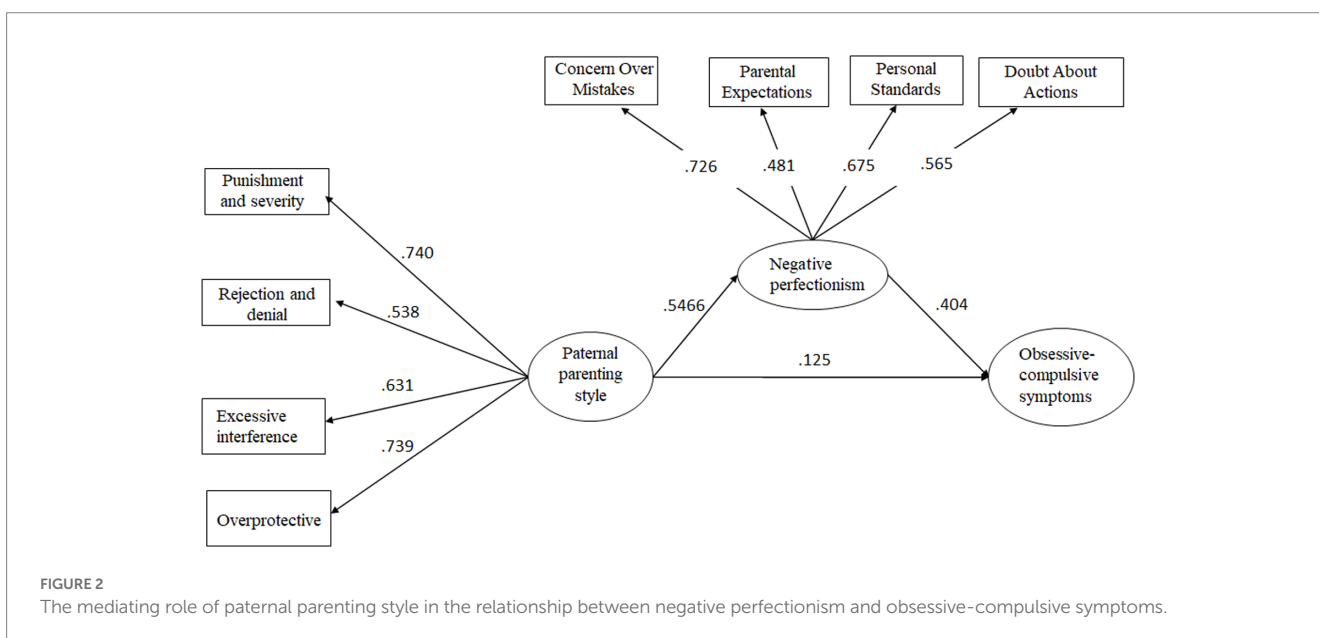 Concern Over
Mistakes
Parental
Expectations
Personal
Standards
Doubt About
Actions
.726
.481
.675
.565
Punishment
and severity
.740
Rejection and
denial
.538
Negative
perfectionism
.5466
.404
Paternal
parenting
style
.125
Obsessive-
compulsive
symptoms
.631
Excessive
interference
.739
Overprotective
FIGURE 2
The mediating role of paternal parenting style in the relationship between negative perfectionism and obsessive-compulsive symptoms.